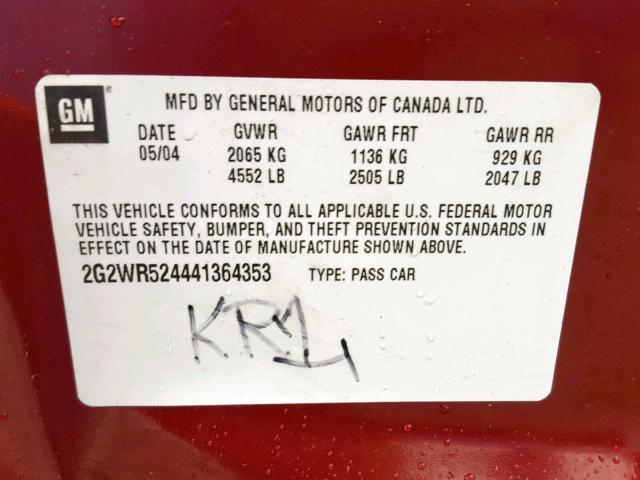 GM
MFD BY GENERAL MOTORS OF CANADA LTD.
DATE GVWR GAWR FRT GAWR RR
05/04 2065 KG 1136 KG 929 KG
4552 LB 2505 LB 2047 LB
THIS VEHICLE CONFORMS TO ALL APPLICABLE U.S. FEDERAL MOTOR
VEHICLE SAFETY, BUMPER, AND THEFT PREVENTION STANDARDS IN
EFFECT ON THE DATE OF MANUFACTURE SHOWN ABOVE.
2G2WR524441364353 TYPE: PASS CAR